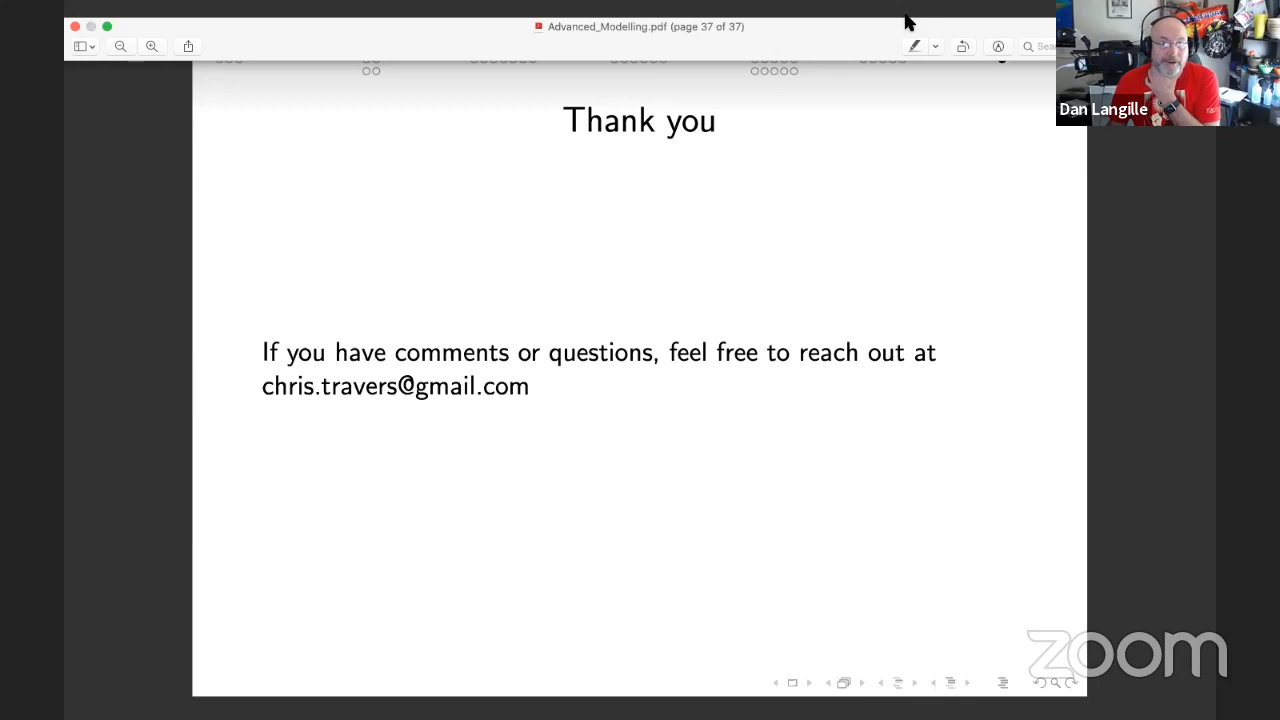 Advanced_Modelling.pdf (page 37 of 37)
Sea
Dan Langille
Thank you
If you have comments or questions, feel free to reach out at
chris.travers@gmail.com
zoom